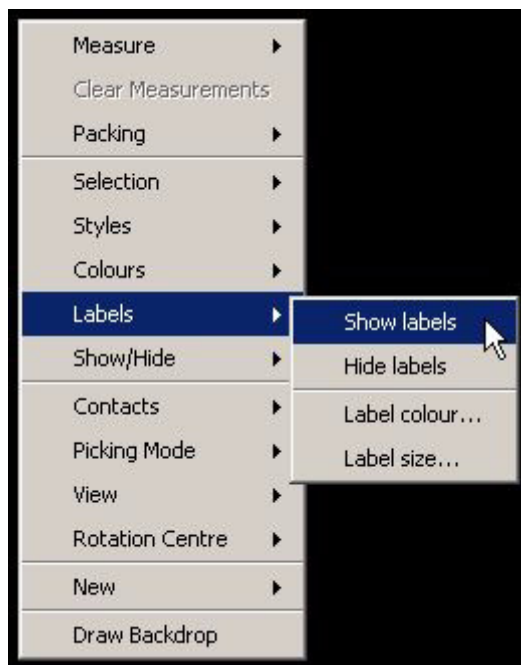 Measure
Clear Measurements
Packing
Selection
Styles
Colours
Labels
Show/Hide
Contacts
Picking Mode
View
Rotation Centre
New
Draw Backdrop
Show labels
Hide labels
Label colour...
Label size...